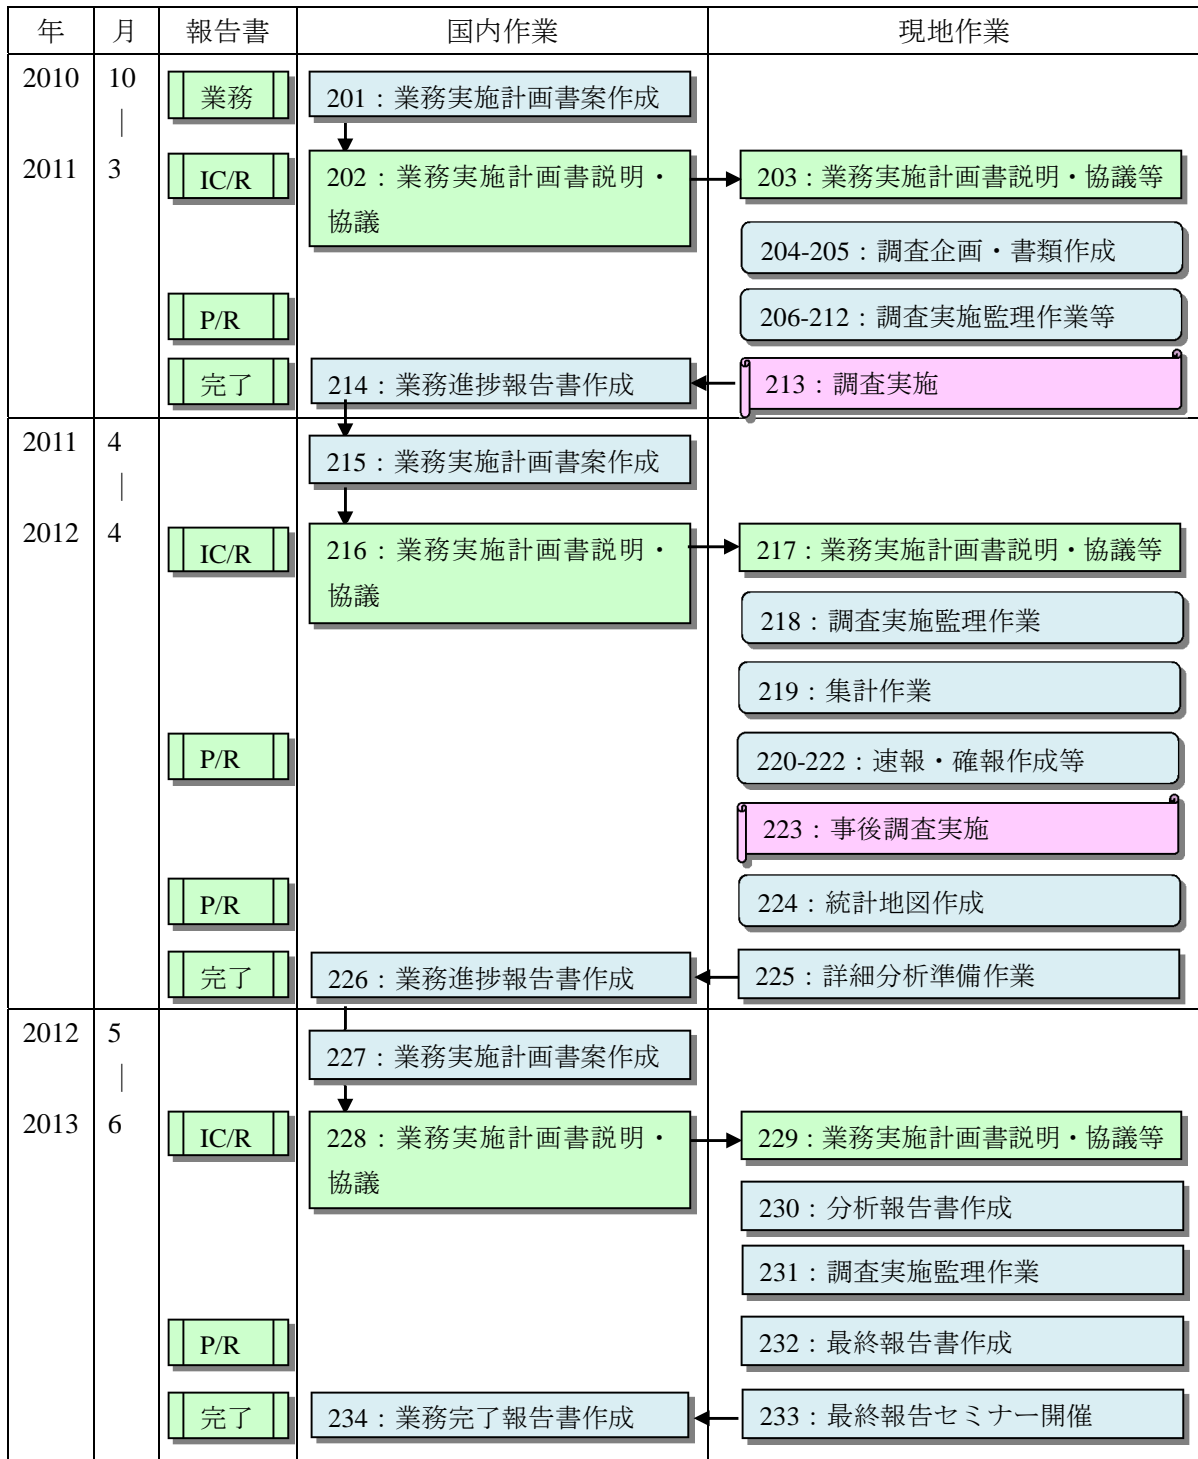 年 月 報告書 国内作業 現地作業
2010 10 業務 201：業務実施計画書案作成
｜
2011 3 IC/R 202：業務実施計画書説明・ 203：業務実施計画書説明・協議等
協議
204-205：調査企画・書類作成
P/R 206-212：調査実施監理作業等
完了 214：業務進捗報告書作成 213：調査実施
2011 4 215：業務実施計画書案作成
｜
2012 4 IC/R 216：業務実施計画書説明・ 217：業務実施計画書説明・協議等
協議
218：調査実施監理作業
219：集計作業
P/R 220-222：速報・確報作成等
223：事後調査実施
P/R 224：統計地図作成
完了 226：業務進捗報告書作成 225：詳細分析準備作業
2012 5 227：業務実施計画書案作成
｜
2013 6 IC/R 228：業務実施計画書説明・ 229：業務実施計画書説明・協議等
協議
230：分析報告書作成
231：調査実施監理作業
P/R 232：最終報告書作成
完了 234：業務完了報告書作成 233：最終報告セミナー開催